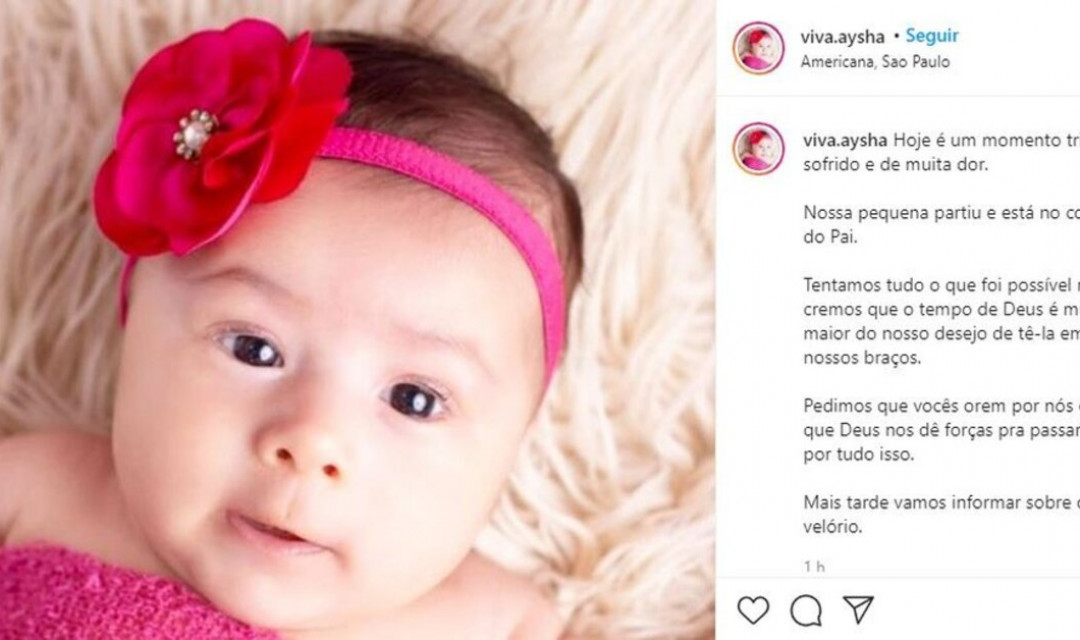 viva.aysha • Seguir
Americana, Sao Paulo
viva.aysha Hoje é um momento
sofrido e de muita dor.
Nossa pequena partiu e está no
do Pai.
Tentamos tudo o que foi possível
cremos que o tempo de Deus é
maior do nosso desejo de tê-la
nossos braços.
Pedimos que vocês orem por nós
que Deus nos dê forças pra
por tudo isso.
Mais tarde vamos informar sobre
velório.
1 h